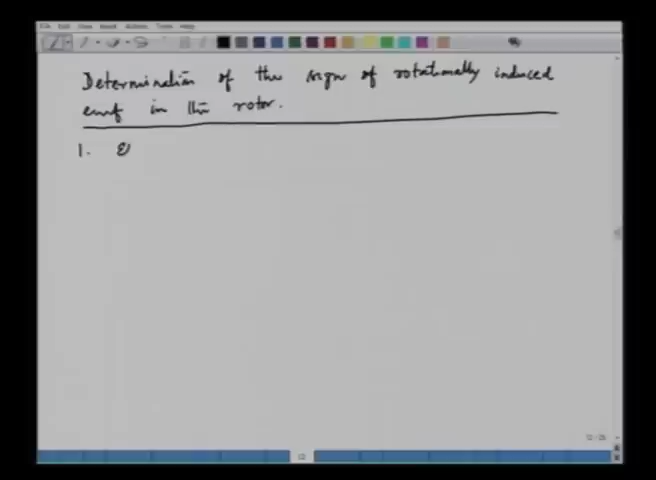 Determination of the sign of rotationally induced
emf in the rotor.
1.